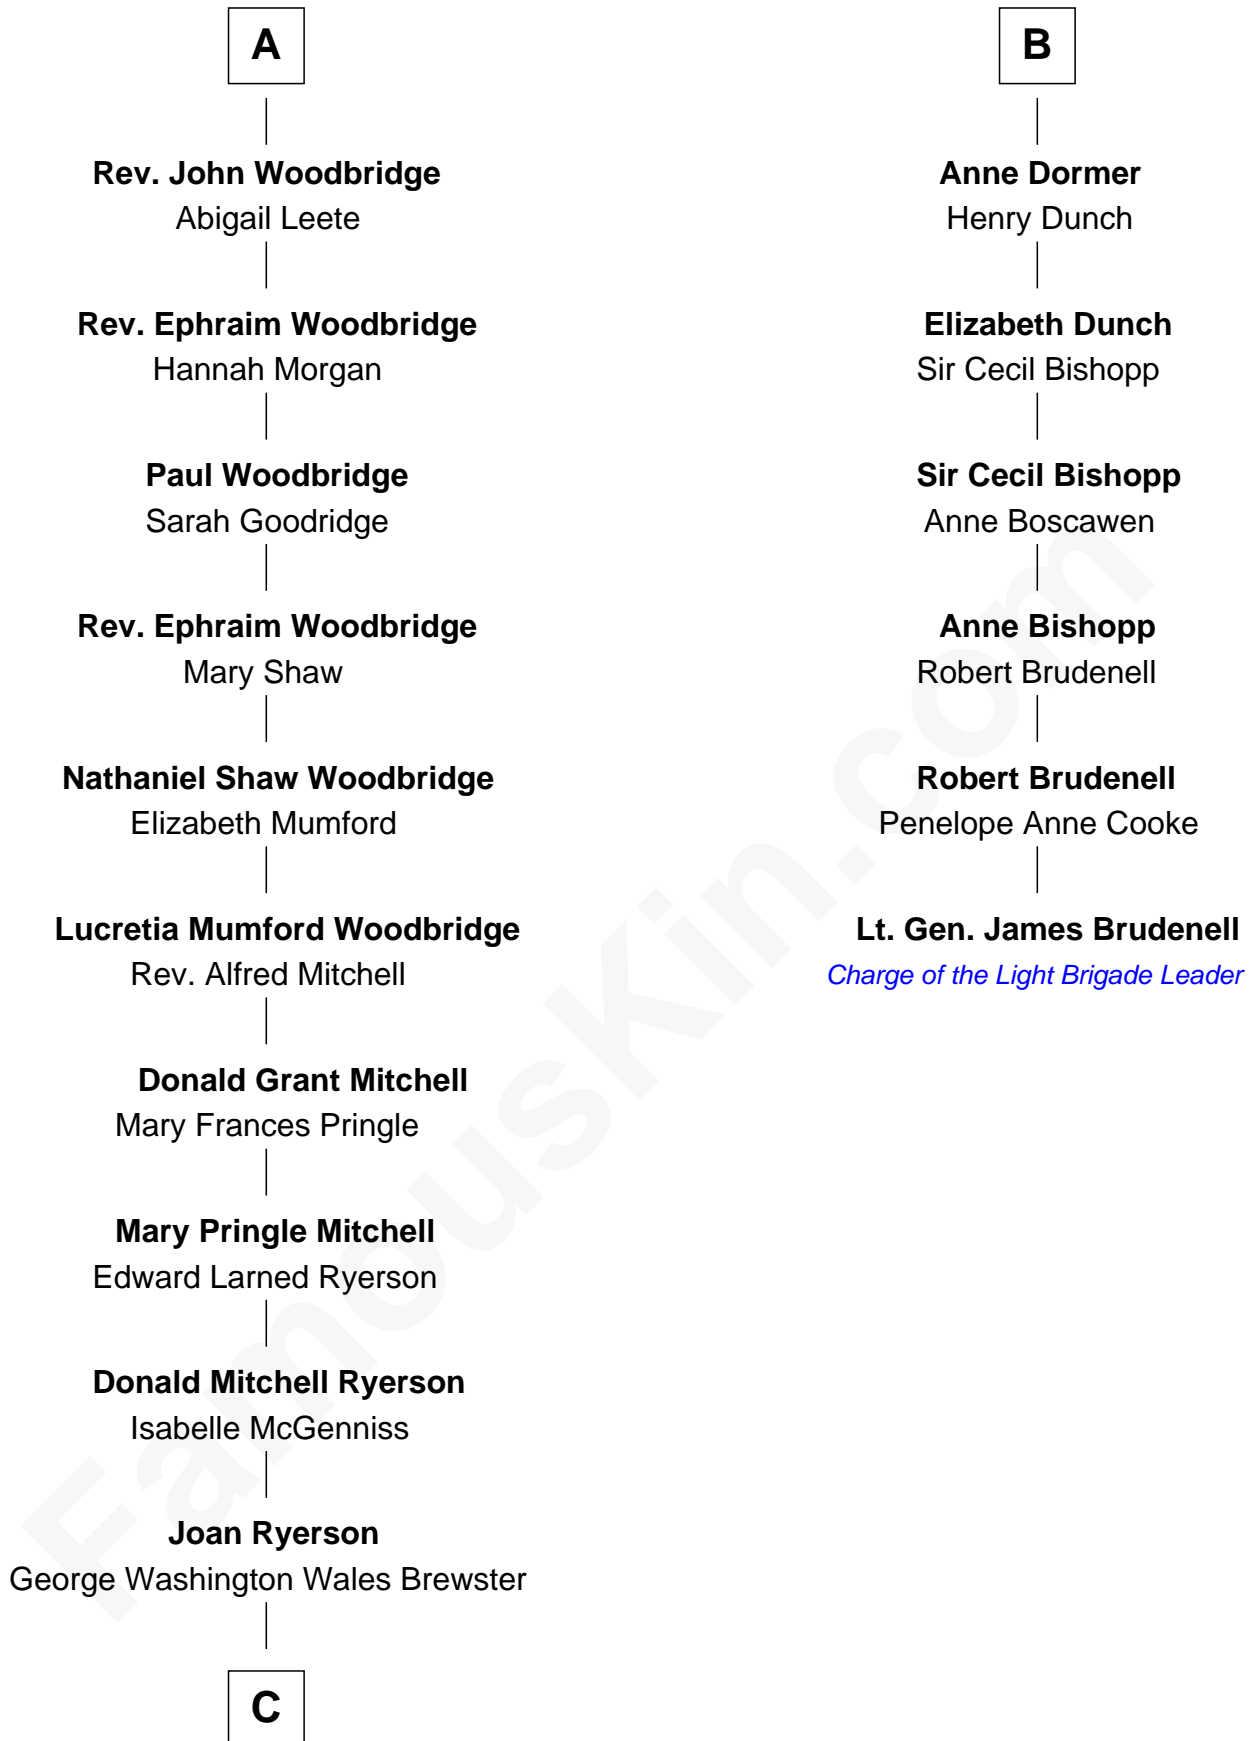 A
Rev. John Woodbridge
Abigail Leete
Rev. Ephraim Woodbridge
Hannah Morgan
Paul Woodbridge
Sarah Goodridge
Rev. Ephraim Woodbridge
Mary Shaw
Nathaniel Shaw Woodbridge
Elizabeth Mumford
Lucretia Mumford Woodbridge
Rev. Alfred Mitchell
Donald Grant Mitchell
Mary Frances Pringle
Mary Pringle Mitchell
Edward Larned Ryerson
Donald Mitchell Ryerson
Isabelle McGenniss
Joan Ryerson
George Washington Wales Brewster
C
B
Anne Dormer
Henry Dunch
Elizabeth Dunch
Sir Cecil Bishopp
Sir Cecil Bishopp
Anne Boscawen
Anne Bishopp
Robert Brudenell
Robert Brudenell
Penelope Anne Cooke
Lt. Gen. James Brudenell
Charge of the Light Brigade Leader
FamousKin.com